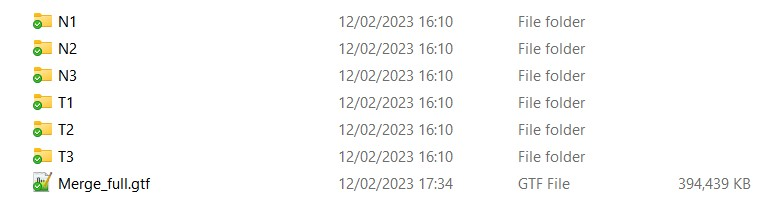 N1 12/02/2023 16:10 File folder
N2 12/02/2023 16:10 File folder
N3 12/02/2023 16:10 File folder
T1 12/02/2023 16:10 File folder
T2 12/02/2023 16:10 File folder
T3 12/02/2023 16:10 File folder
Merge_full.gtf 12/02/2023 17:34 GTF File 394,439 KB